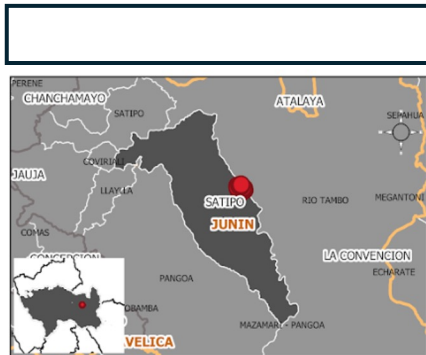 PERENE
CHANCHAMAYO
ATALAYA
SATIPO
SEPAHUA
COVIRIALI
JAUJA
LLAYLLA
SATIPO
RIO TAMBO
MEGANTONI
JUNIN
COMAS
LA CONVENCION
CONCEPCION
ECHARATE
PANGOA
MAZAMARI - PANGOA